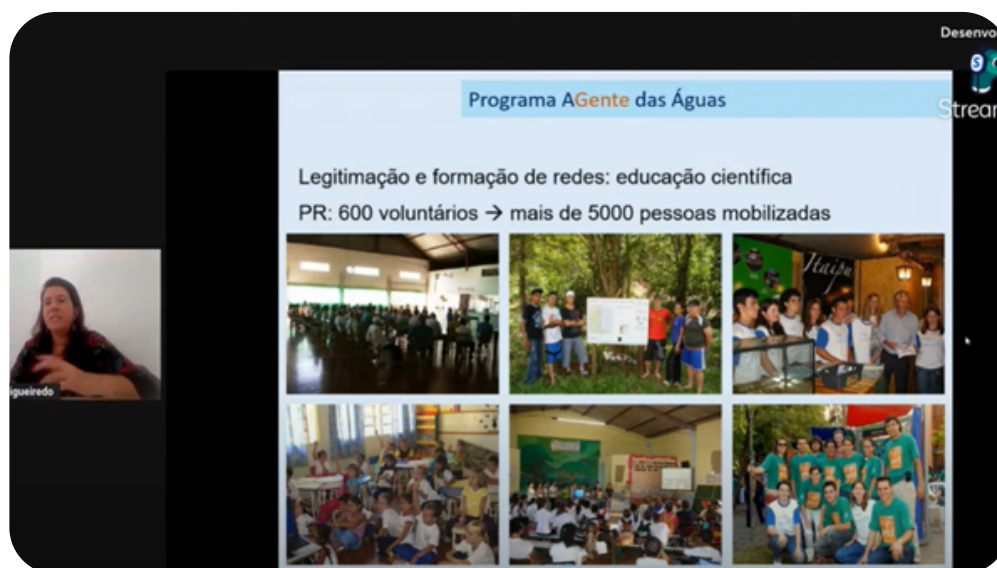 Desenvo
S
Strea
Programa AGente das Águas
Legitimação e formação de redes: educação científica
PR: 600 voluntários → mais de 5000 pessoas mobilizadas
Itaipu
igueiredo